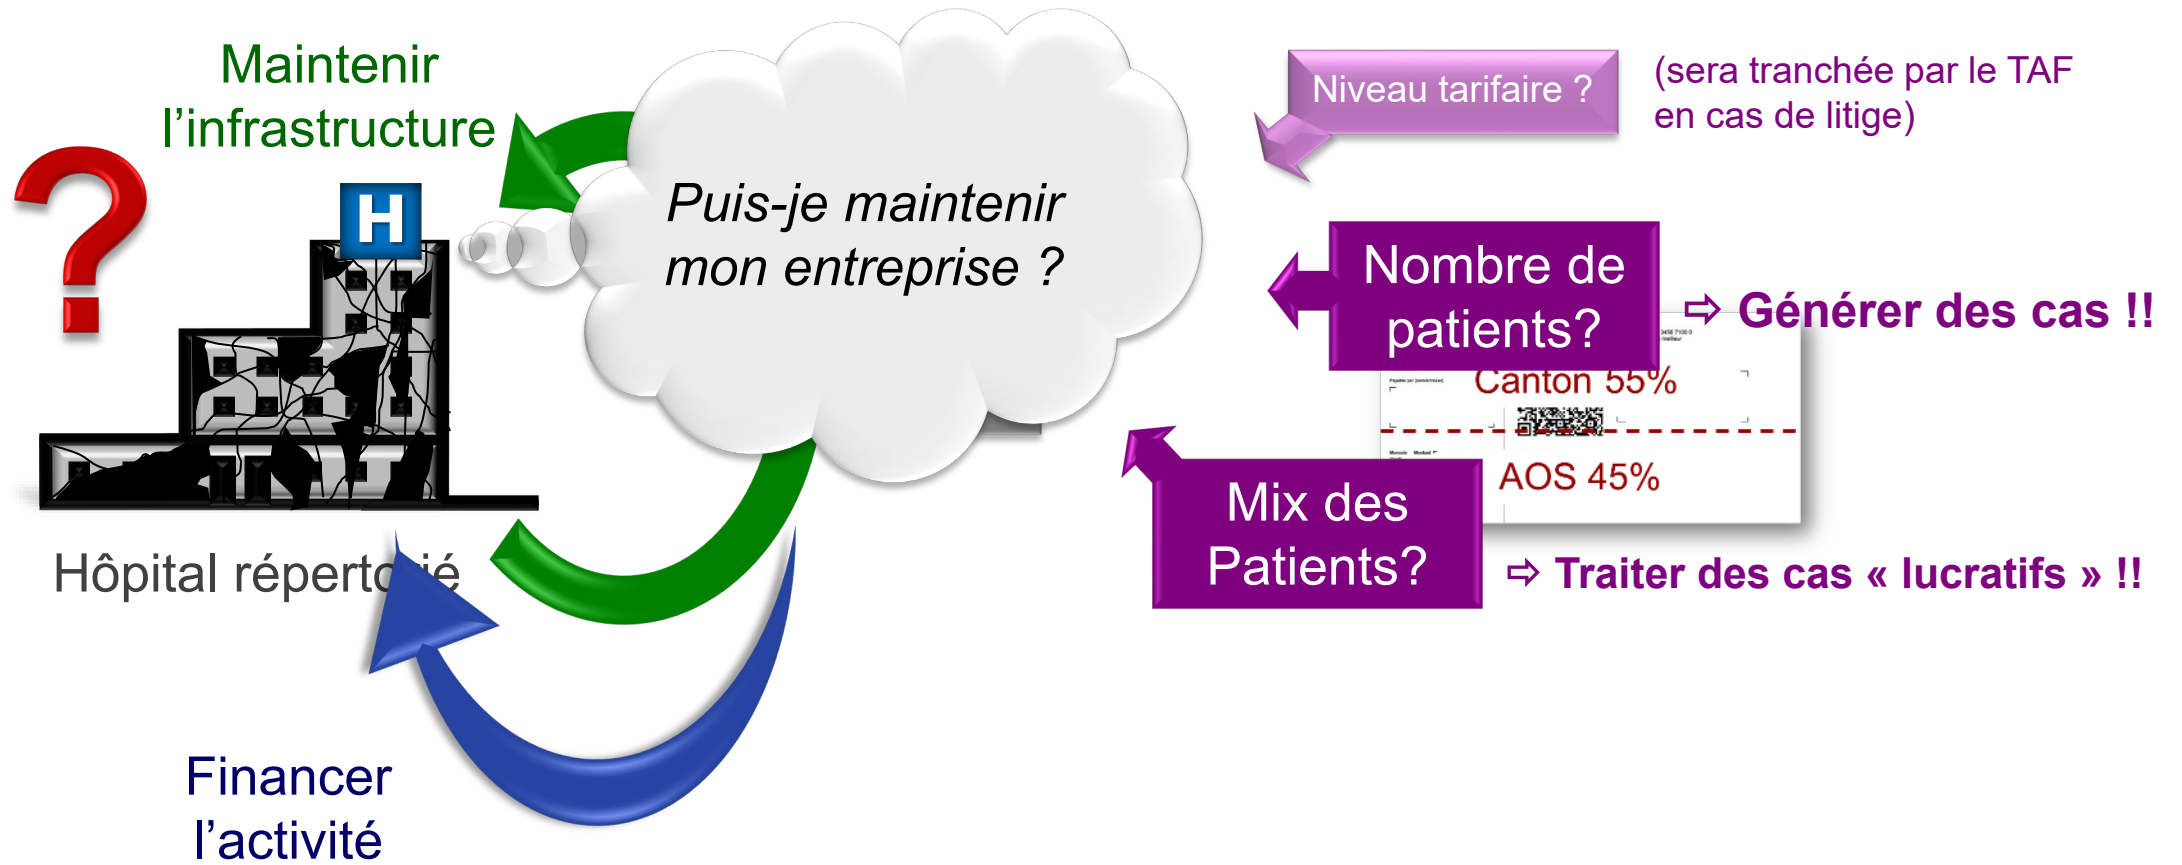 Maintenir
l’infrastructure
H
?
Hôpital répertorié
Financer
l’activité
Puis-je maintenir
mon entreprise ?
Niveau tarifaire ?
(sera tranchée par le TAF
en cas de litige)
Nombre de
patients?
⇨ Générer des cas !!
Canton 55%
AOS 45%
Mix des
Patients?
⇨ Traiter des cas « lucratifs » !!